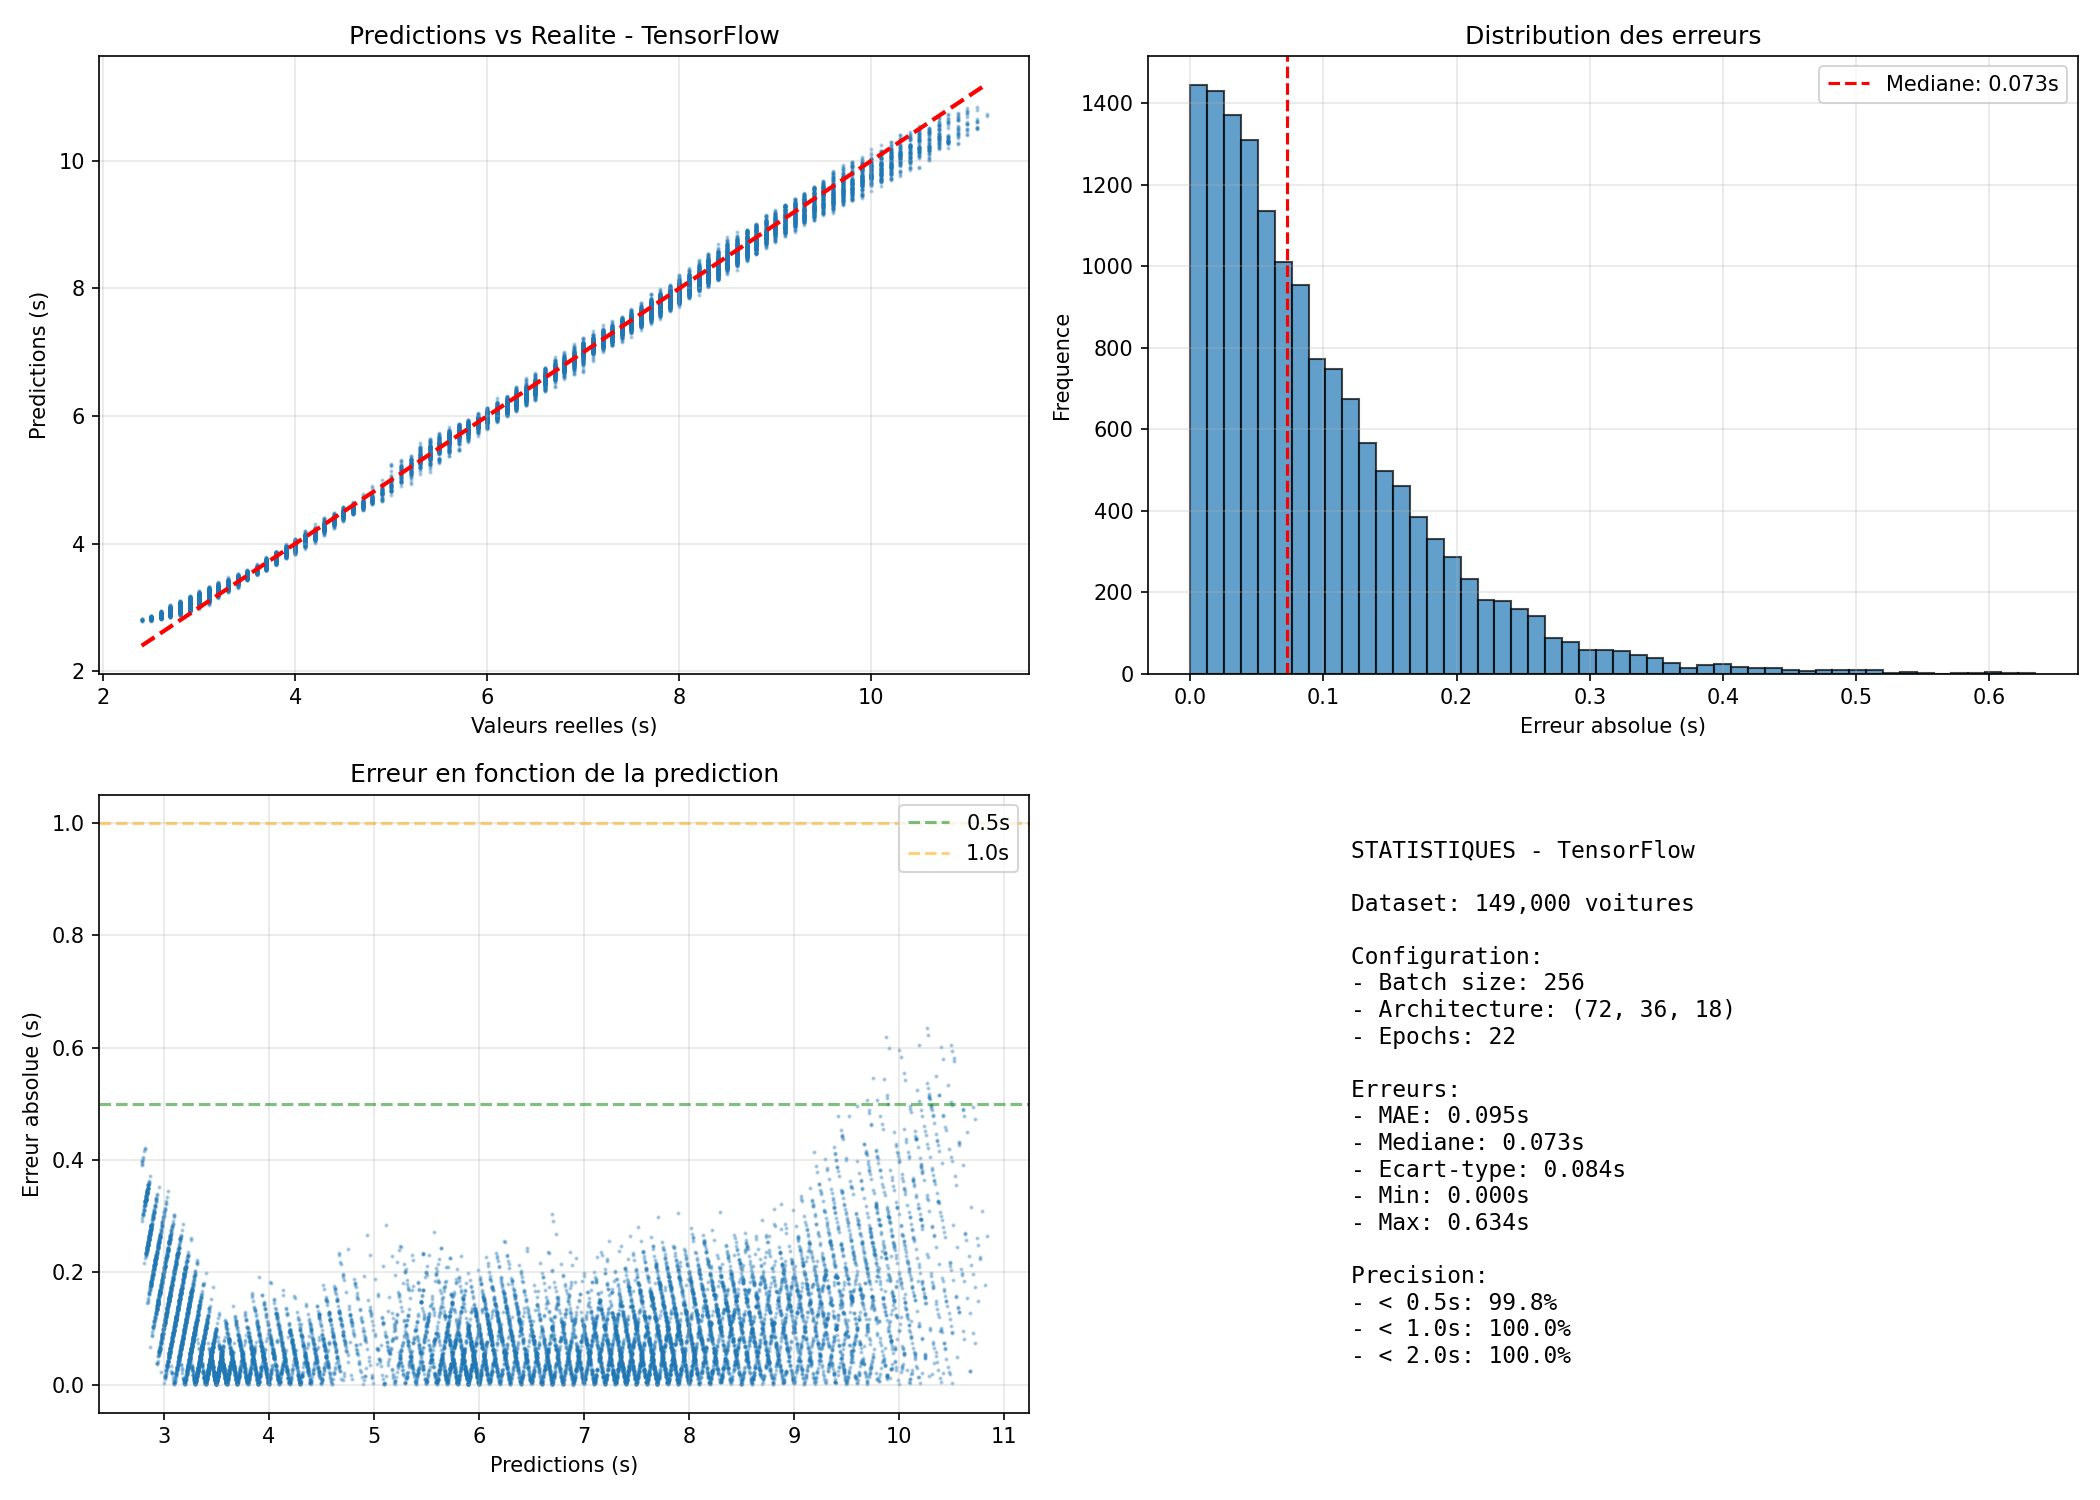 Predictions vs Realite - TensorFlow
Predictions (s)
10
8
6
4
2
2 4 6 8 10
Valeurs reelles (s)
Distribution des erreurs
Mediane: 0.073s
Frequence
1400
1200
1000
800
600
400
200
0
0.0 0.1 0.2 0.3 0.4 0.5 0.6
Erreur absolue (s)
Erreur en fonction de la prediction
0.5s
1.0s
Erreur absolue (s)
1.0
0.8
0.6
0.4
0.2
0.0
3 4 5 6 7 8 9 10 11
Predictions (s)
STATISTIQUES - TensorFlow
Dataset: 149,000 voitures
Configuration:
- Batch size: 256
- Architecture: (72, 36, 18)
- Epochs: 22
Erreurs:
- MAE: 0.095s
- Mediane: 0.073s
- Ecart-type: 0.084s
- Min: 0.000s
- Max: 0.634s
Precision:
- < 0.5s: 99.8%
- < 1.0s: 100.0%
- < 2.0s: 100.0%